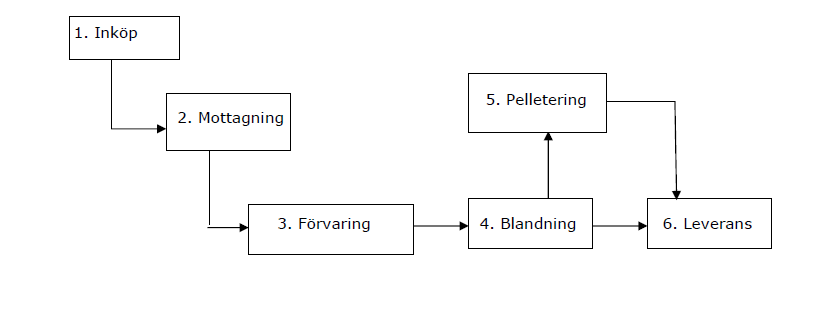 1. Inköp
2. Mottagning
3. Förvaring
4. Blandning
5. Pelletering
6. Leverans